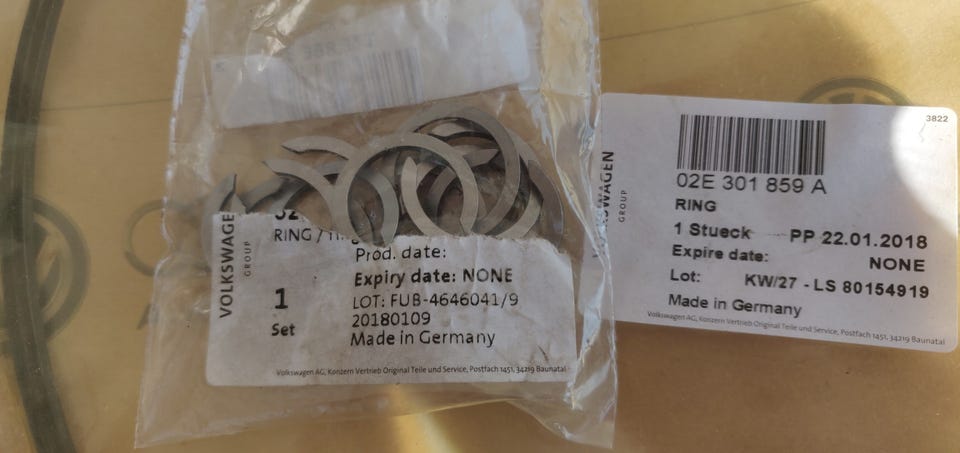 VOLKSWAGE
GROUP
RING /
Prod. date:
Expiry date: NONE
1
Set
LOT: FUB-4646041/9
20180109
Made in Germany
Volkswagen AG, Konzern Vertrieb Original Teile und Service, Postfach 1451, 34219 Baunatal
3822
WAGEN
GROUP
02E 301 859 A
RING
1 Stueck PP 22.01.2018
Expire date: NONE
Lot: KW/27 - LS 80154919
Made in Germany
Volkswagen AG, Konzern Vertrieb Original Teile und Service, Postfach 1451, 34219 Baunatal